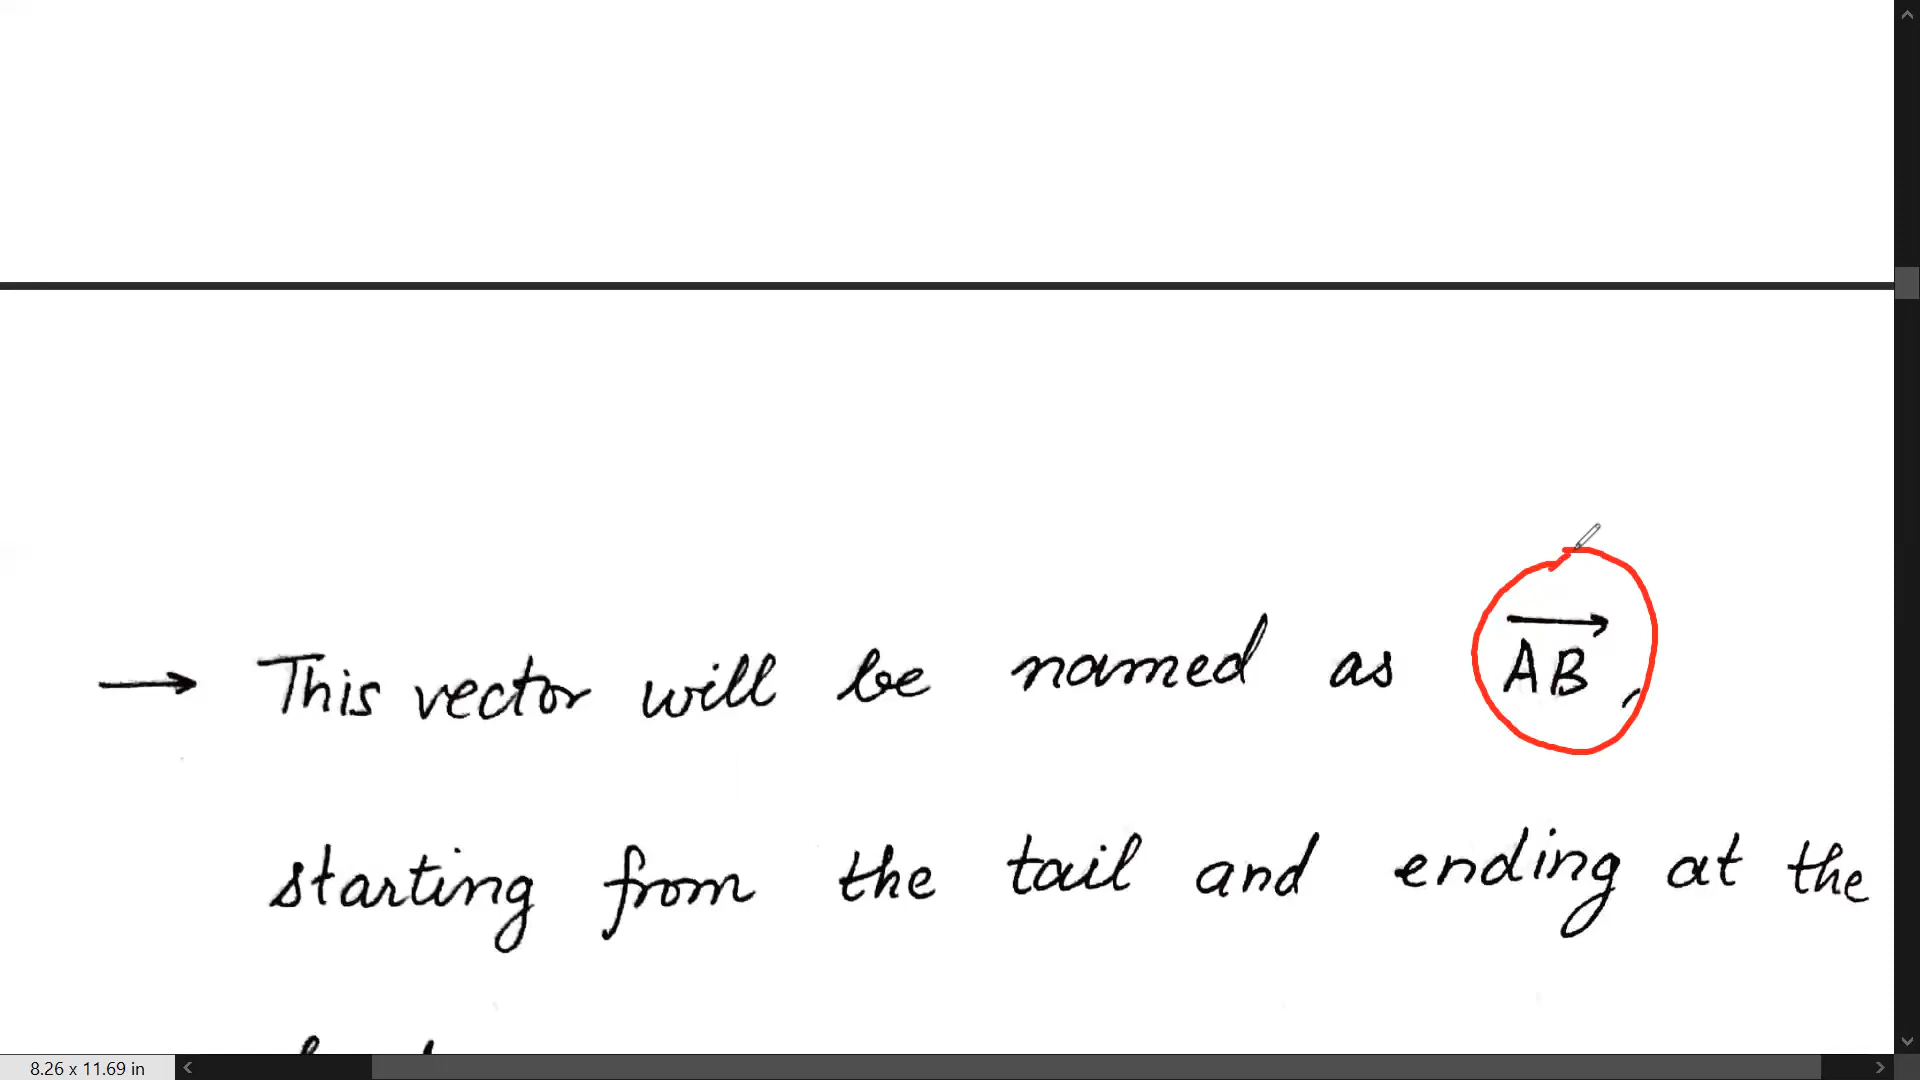 → This vector will be named as $\overrightarrow{AB}$,
starting from the tail and ending at the
8.26 x 11.69 in